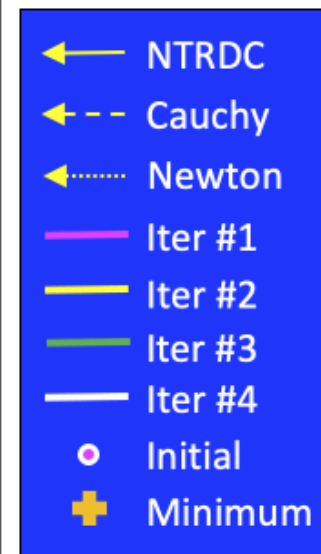 NTRDC
Cauchy
Newton
Iter #1
Iter #2
Iter #3
Iter #4
Initial
Minimum